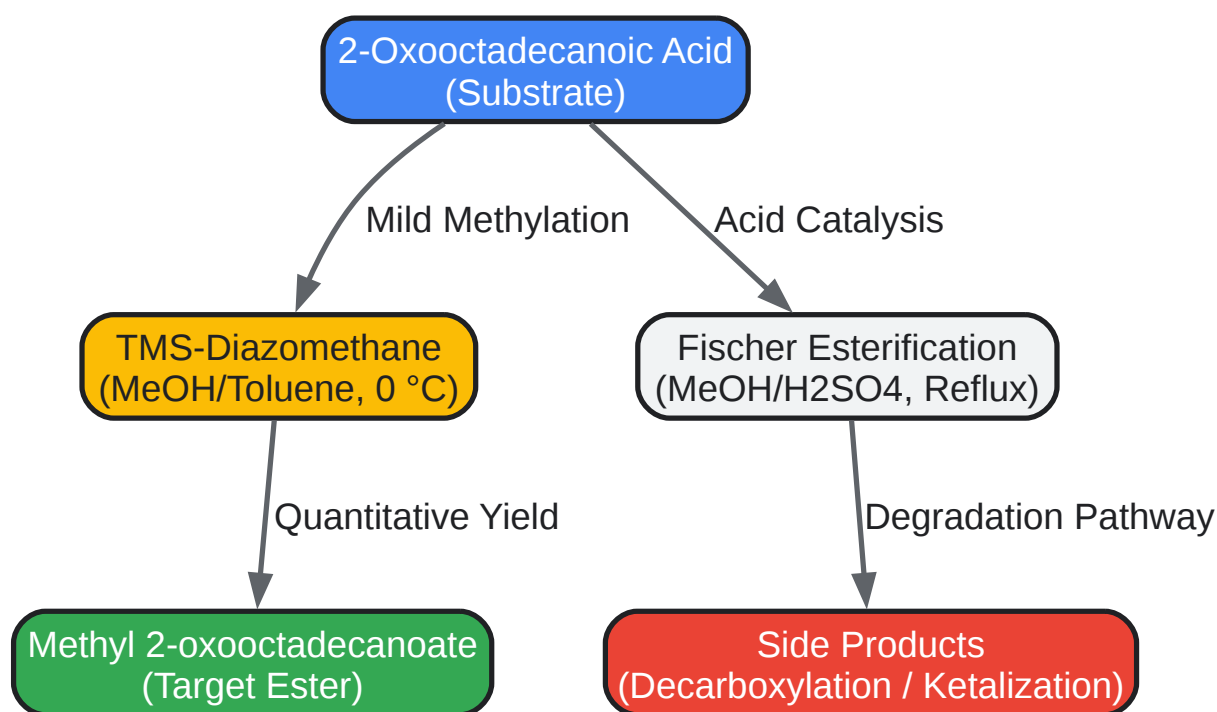 2-Oxooctadecanoic Acid
(Substrate)
Mild Methylation
Acid Catalysis
TMS-Diazomethane
(MeOH/Toluene, 0 °C)
Fischer Esterification
(MeOH/H2SO4, Reflux)
Quantitative Yield
Degradation Pathway
Methyl 2-oxooctadecanoate
(Target Ester)
Side Products
(Decarboxylation / Ketalization)